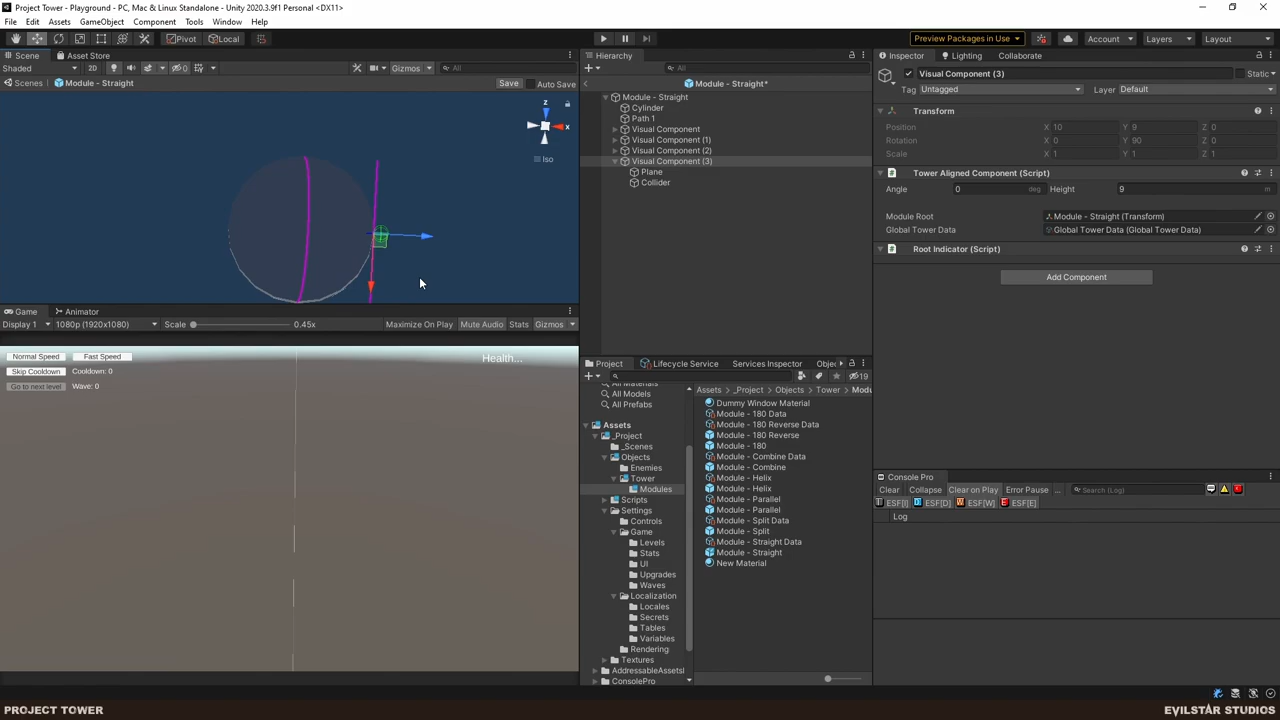 Project Tower - Playground - PC, Mac & Linux Standalone - Unity 2020.3.9f1 Personal <DX11>
File Edit Assets GameObject Component Tools Window Help
Pivot Local Preview Packages in Use Account Layers Layout
Scene Asset Store
Shaded 2D 0 Gizmos All
Scenes Module - Straight Save Auto Save
z
x
Iso
Game Animator
Display 1 1080p (1920x1080) Scale 0.45x Maximize On Play Mute Audio Stats Gizmos
Normal Speed Fast Speed Health...
Skip Cooldown Cooldown: 0
Go to next level Wave: 0
Hierarchy
All
Module - Straight*
Module - Straight
Cylinder
Path 1
Visual Component
Visual Component (1)
Visual Component (2)
Visual Component (3)
Plane
Collider
Project Lifecycle Service Services Inspector Obje
19
All Materials
All Models
All Prefabs
Assets
_Project
_Scenes
Objects
Enemies
Tower
Modules
Scripts
Settings
Controls
Game
Levels
Stats
UI
Upgrades
Waves
Localization
Locales
Secrets
Tables
Variables
Rendering
Textures
AddressableAssetsI
ConsolePro
Assets _Project Objects Tower Modu
Dummy Window Material
Module - 180 Data
Module - 180 Reverse Data
Module - 180 Reverse
Module - 180
Module - Combine Data
Module - Combine
Module - Helix
Module - Helix
Module - Parallel
Module - Parallel
Module - Split Data
Module - Split
Module - Straight Data
Module - Straight
New Material
Inspector Lighting Collaborate
Visual Component (3) Static
Tag Untagged Layer Default
Transform
Position X 10 Y 9 Z 0
Rotation X 0 Y 90 Z 0
Scale X 1 Y 1 Z 1
Tower Aligned Component (Script)
Angle 0 deg Height 9 m
Module Root Module - Straight (Transform)
Global Tower Data Global Tower Data (Global Tower Data)
Root Indicator (Script)
Add Component
Console Pro
Clear Collapse Clear on Play Error Pause ... Search (Log)
ESF[I] ESF[D] ESF[W] ESF[E]
Log
PROJECT TOWER
EVILSTAR STUDIOS